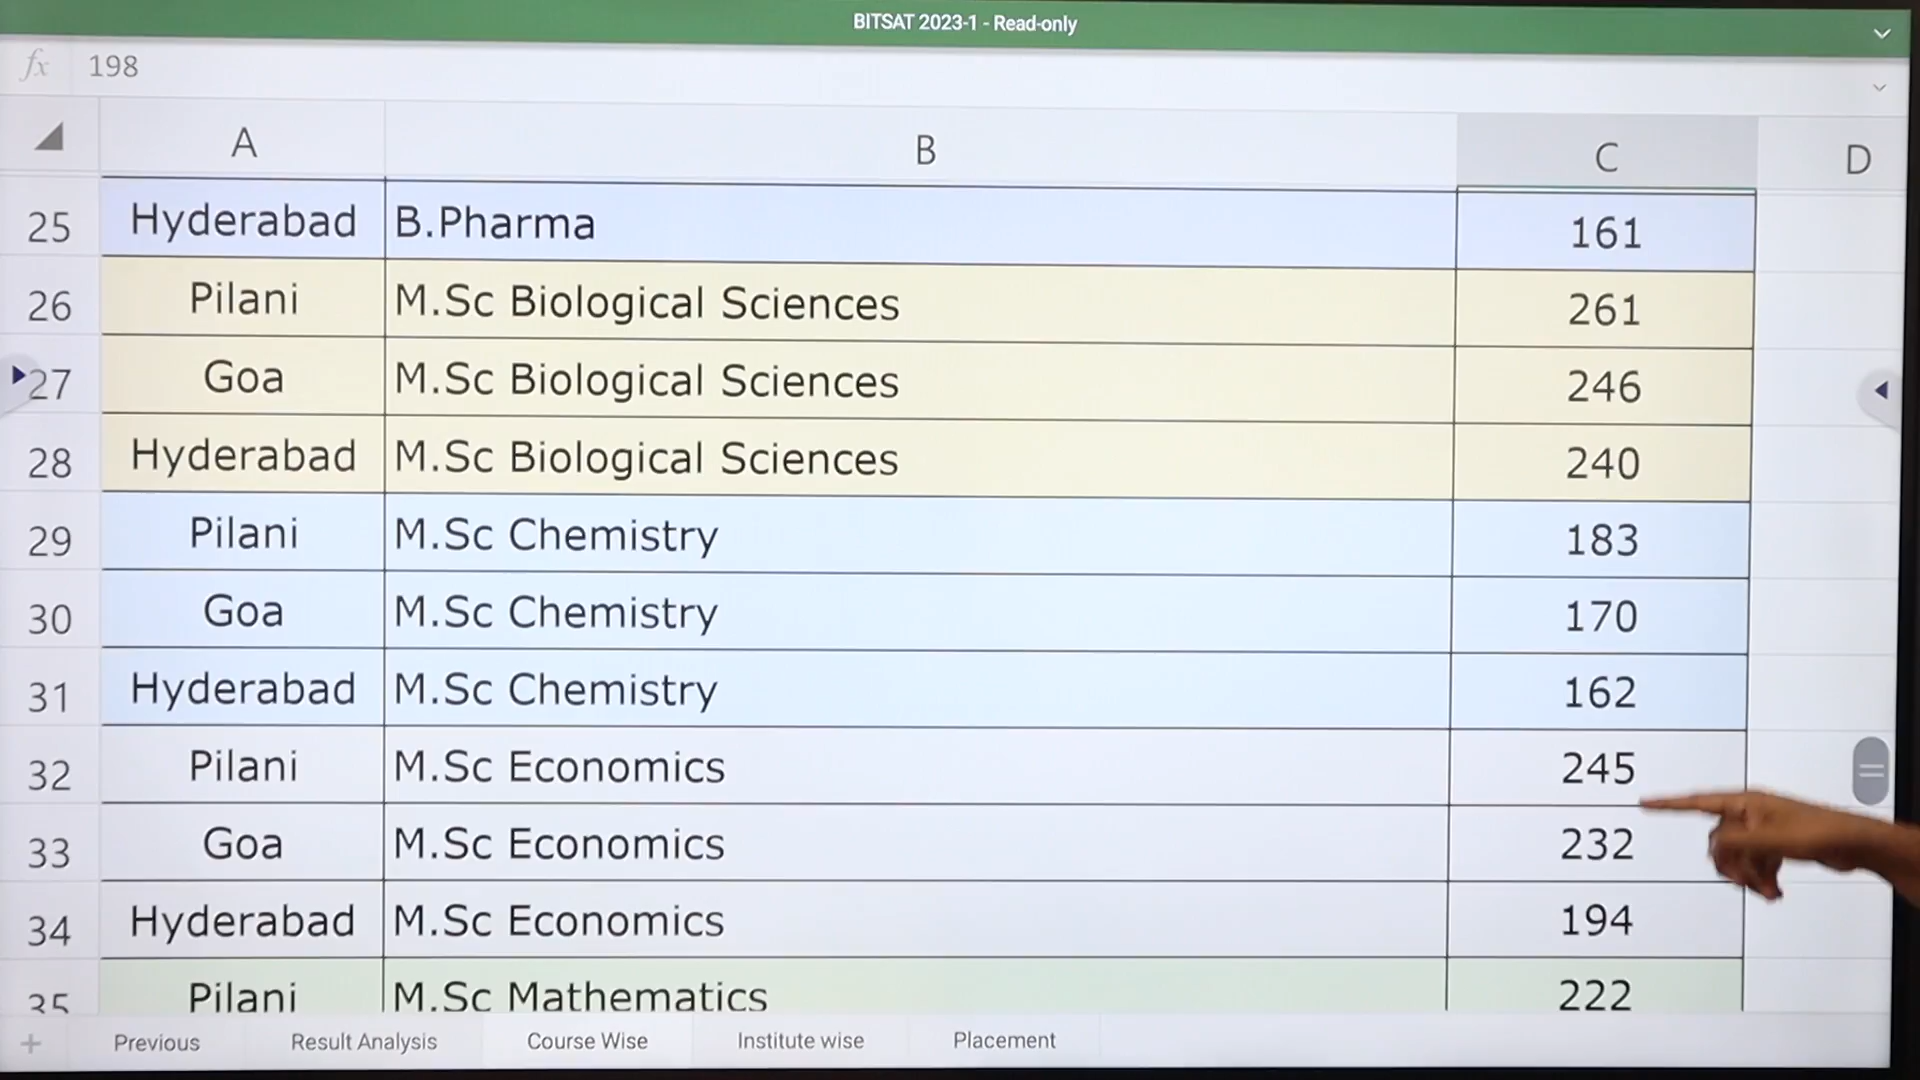 BITSAT 2023-1 - Read-only
fx 198
A B C D
25 Hyderabad B.Pharma 161
26 Pilani M.Sc Biological Sciences 261
27 Goa M.Sc Biological Sciences 246
28 Hyderabad M.Sc Biological Sciences 240
29 Pilani M.Sc Chemistry 183
30 Goa M.Sc Chemistry 170
31 Hyderabad M.Sc Chemistry 162
32 Pilani M.Sc Economics 245
33 Goa M.Sc Economics 232
34 Hyderabad M.Sc Economics 194
35 Pilani M.Sc Mathematics 222
+ Previous Result Analysis Course Wise Institute wise Placement